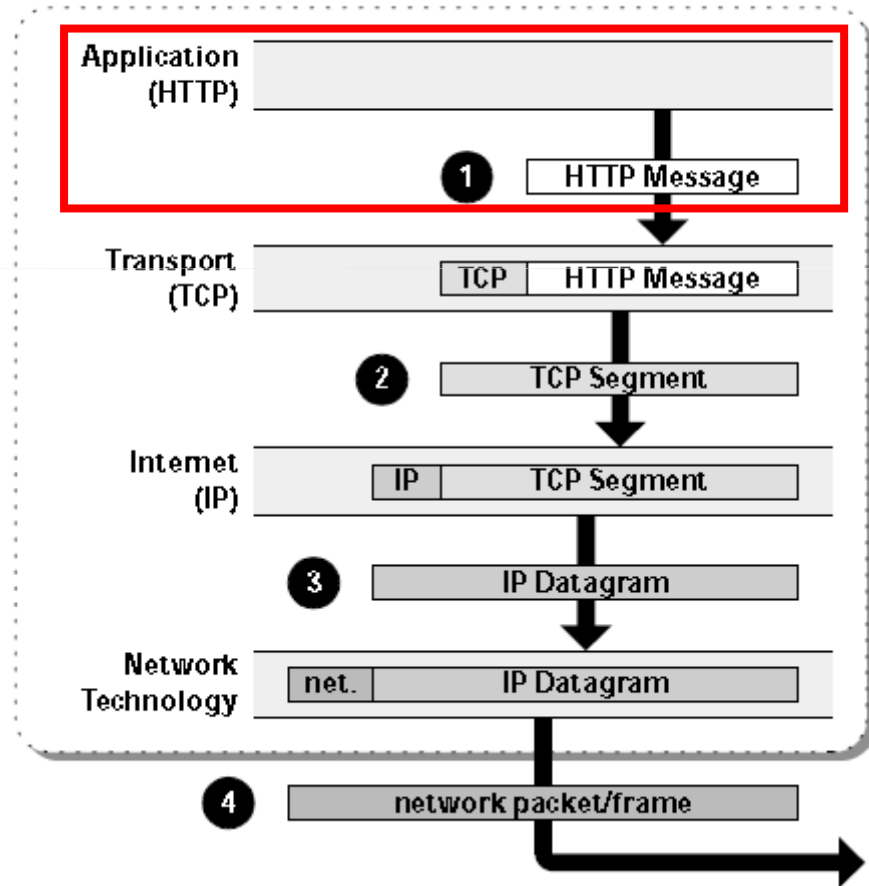 Application
(HTTP)
1 HTTP Message
Transport
(TCP)
TCP HTTP Message
2 TCP Segment
Internet
(IP)
IP TCP Segment
3 IP Datagram
Network
Technology
net. IP Datagram
4 network packet/frame